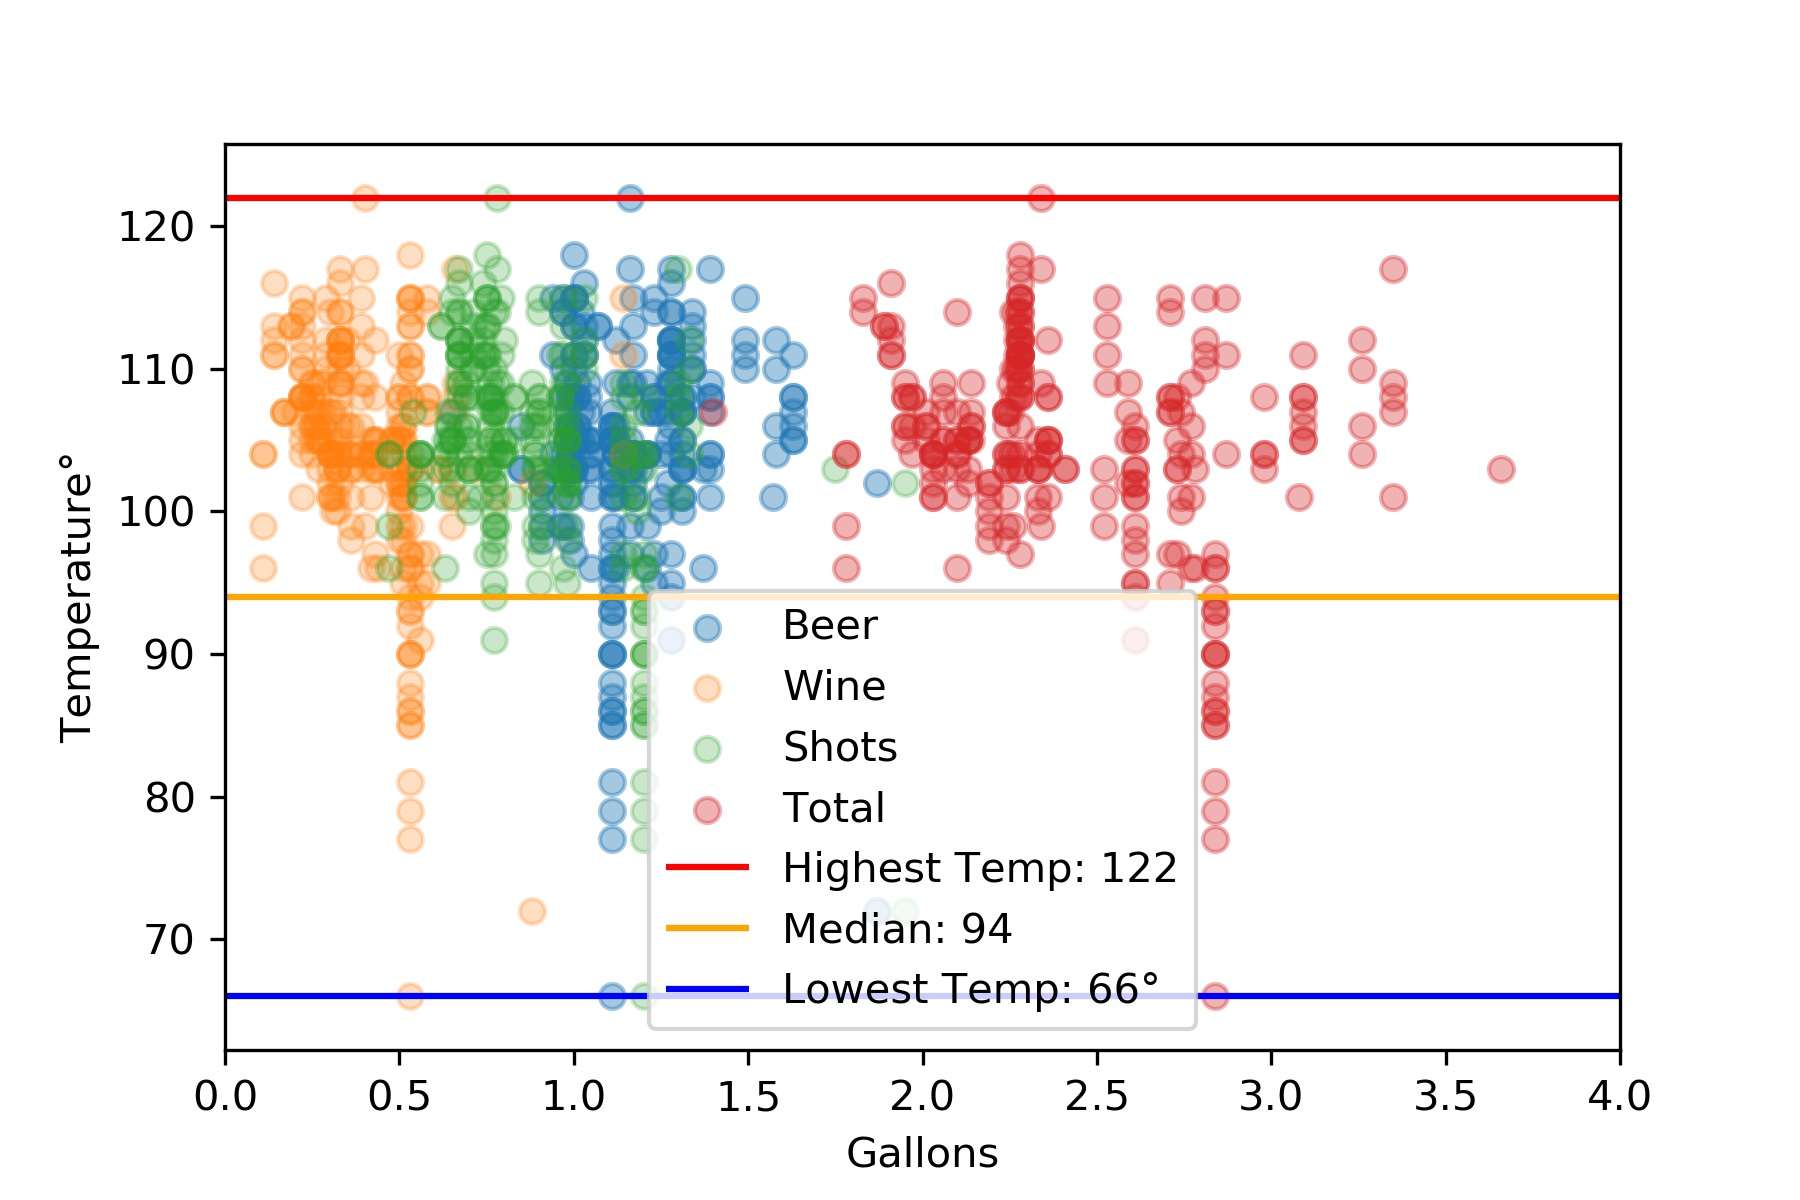 Temperature°
120
110
100
90
80
70
Beer
Wine
Shots
Total
Highest Temp: 122
Median: 94
Lowest Temp: 66°
0.0 0.5 1.0 1.5 2.0 2.5 3.0 3.5 4.0
Gallons